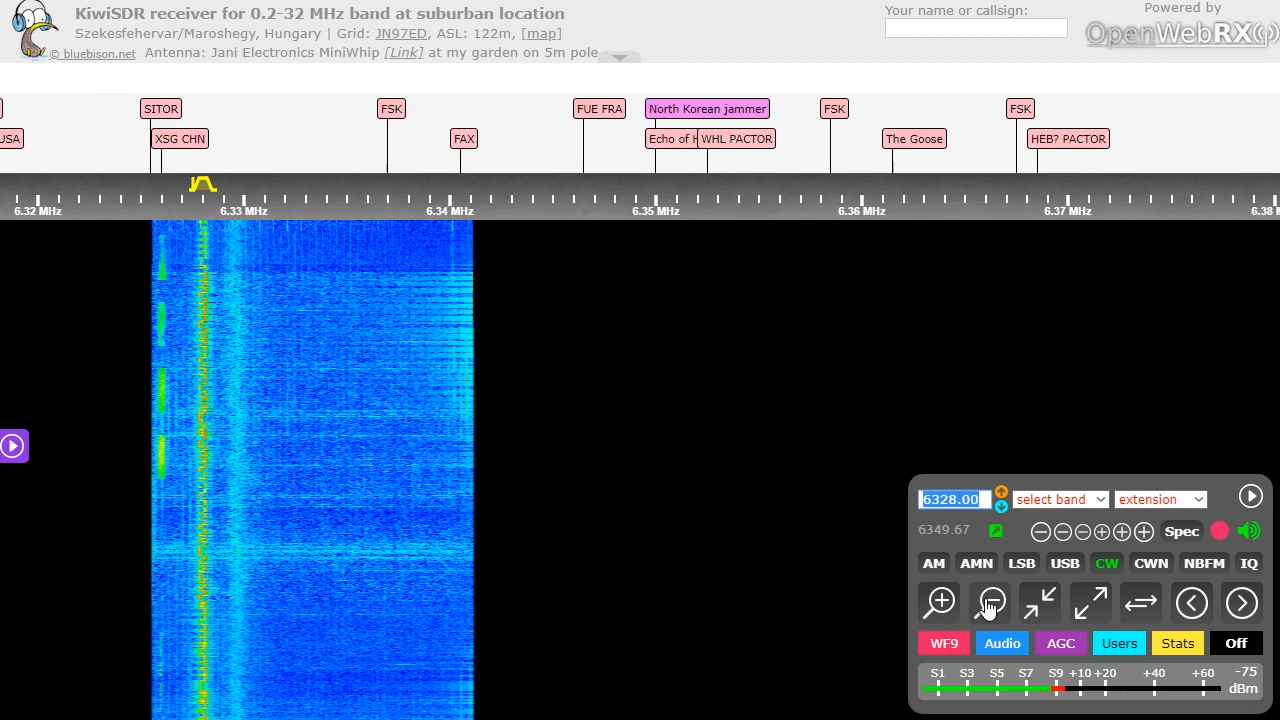 KiwiSDR receiver for 0.2-32 MHz band at suburban location
Szekesfehervar/Maroshegy, Hungary | Grid: JN97ED, ASL: 122m, [map]
© bluebison.net Antenna: Jani Electronics MiniWhip [Link] at my garden on 5m pole
Your name or callsign:
Powered by
OpenWebRX
SITOR FSK FUE FRA North Korean jammer FSK FSK
USA XSG CHN FAX Echo of H WHL PACTOR The Goose HEB? PACTOR
6.32 MHz 6.33 MHz 6.34 MHz 6.35 MHz 6.36 MHz 6.37 MHz 6.38
6328.00 select band extension
6349.67 Spec
AM AMN LSB USB CW CWN NBFM IQ
WF9 Audio AGC Users Stats Off
S1 S3 S5 S7 S9 +10 +20 +40 +60 -75
dBm